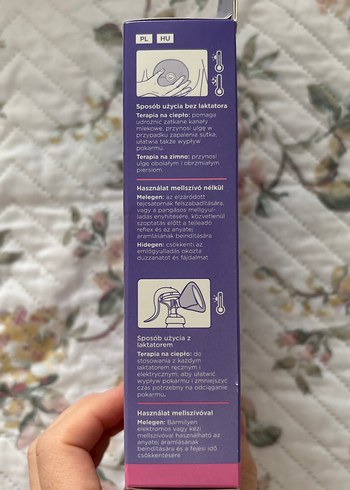 PL HU
Sposób użycia bez laktatora
Terapia na ciepło: pomaga
udrożnić zatkane kanały
mlekowe, przynosi ulgę w
przypadku zapalenia sutka,
ułatwia także wypływ
pokarmu.
Terapia na zimno: przynosi
ulgę obolałym i obrzmiałym
piersiom.
Használat mellszívó nélkül
Melegen: az elzáródott
tejcsatornák felszabadítására,
vagy a pangásos mellgyul-
ladás enyhítésére, közvetlenül
szoptatás előtt a tejleadó
reflex és az anyatej
áramlásának beindítására
Hidegen: csökkenti az
emlőgyulladás okozta
duzzanatot és fájdalmat
Sposób użycia z
laktatorem
Terapia na ciepło: do
stosowania z każdym
laktatorem ręcznym i
elektrycznym, aby ułatwić
wypływ pokarmu i zmniejszyć
czas potrzebny na odciąganie
pokarmu.
Használat mellszívóval
Melegen: Bármilyen
elektromos vagy kézi
mellszívóval használható az
anyatej áramlásának
beindítására és a fejési idő
csökkentésére